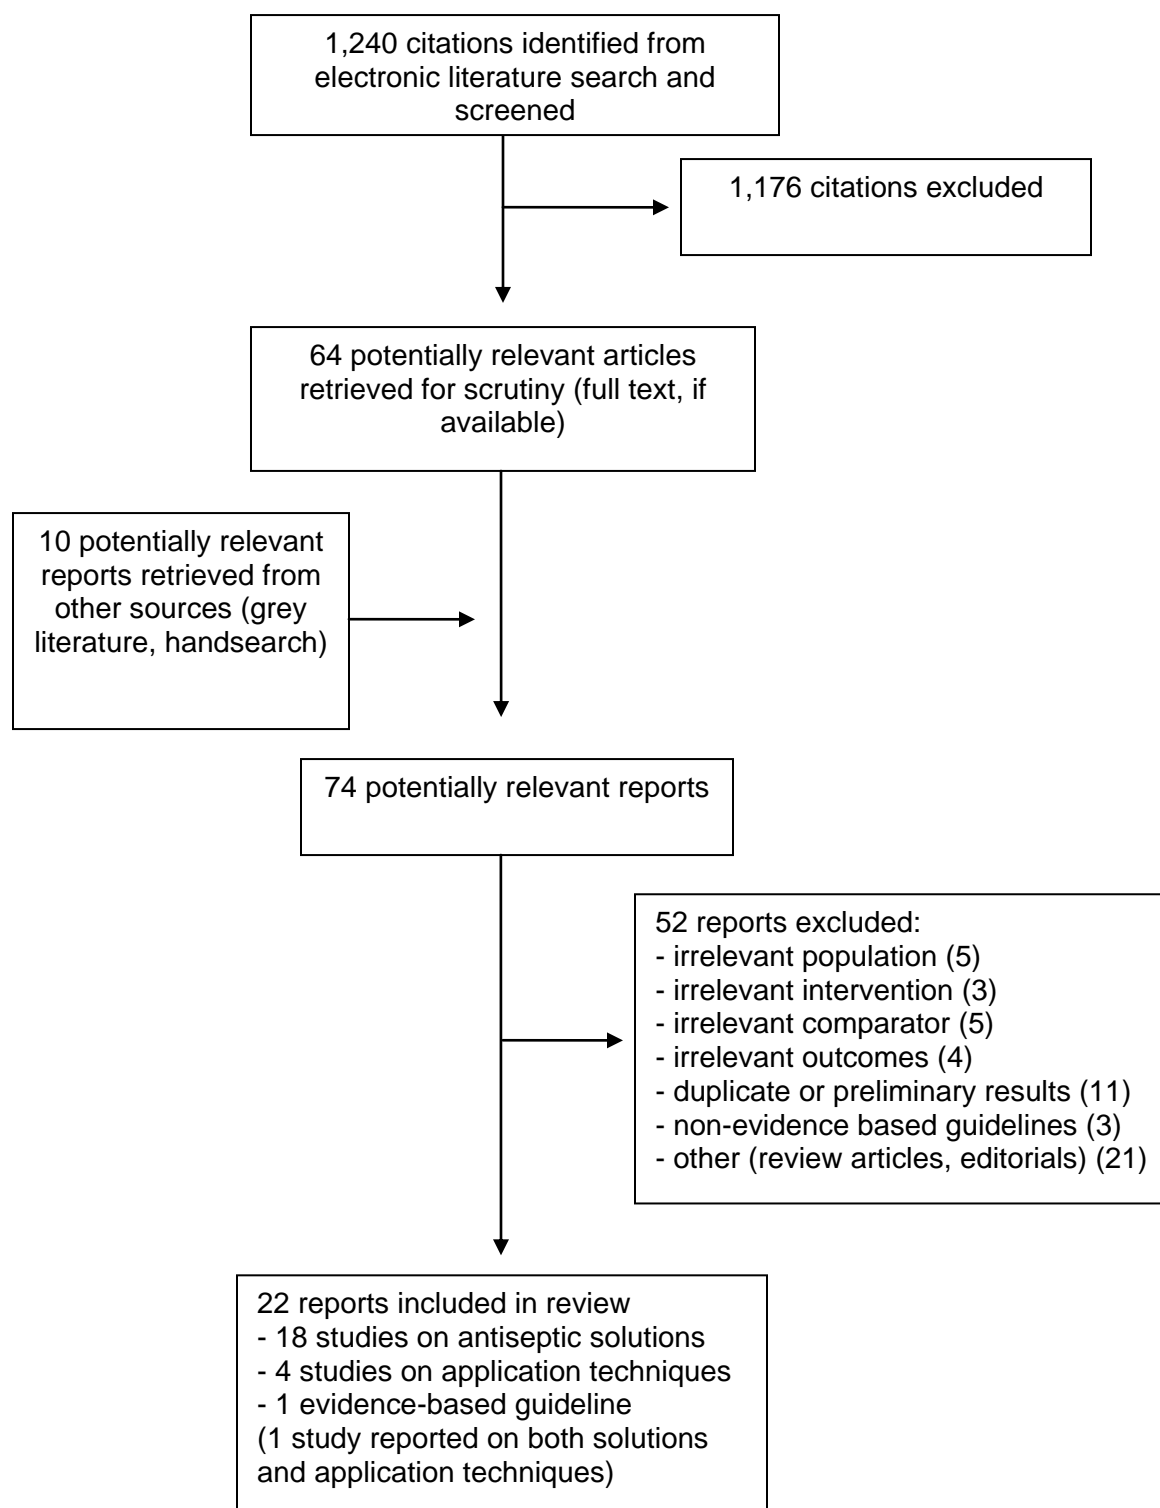 1,240 citations identified from
electronic literature search and
screened
1,176 citations excluded
64 potentially relevant articles
retrieved for scrutiny (full text, if
available)
10 potentially relevant
reports retrieved from
other sources (grey
literature, handsearch)
74 potentially relevant reports
52 reports excluded:
- irrelevant population (5)
- irrelevant intervention (3)
- irrelevant comparator (5)
- irrelevant outcomes (4)
- duplicate or preliminary results (11)
- non-evidence based guidelines (3)
- other (review articles, editorials) (21)
22 reports included in review
- 18 studies on antiseptic solutions
- 4 studies on application techniques
- 1 evidence-based guideline
(1 study reported on both solutions
and application techniques)